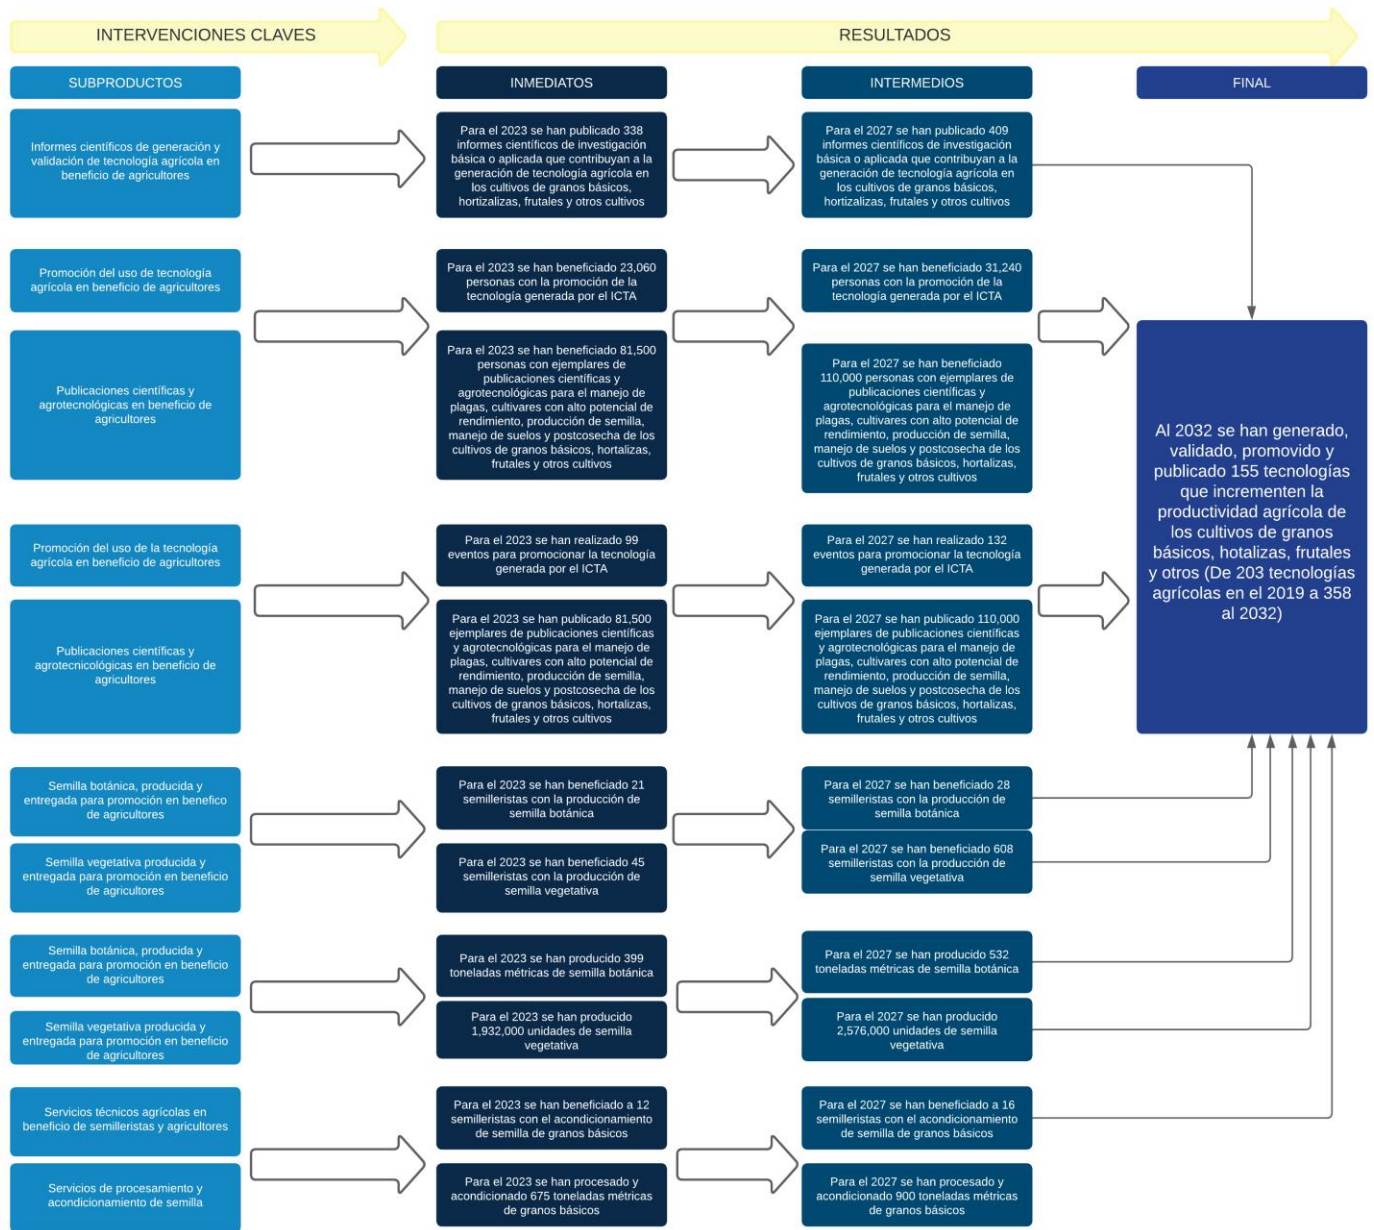 INTERVENCIONES CLAVES
RESULTADOS
SUBPRODUCTOS
INMEDIATOS
INTERMEDIOS
FINAL
Informes científicos de generación y
validación de tecnología agrícola en
beneficio de agricultores
Para el 2023 se han publicado 338
informes científicos de investigación
básica o aplicada que contribuyan a la
generación de tecnología agrícola en
los cultivos de granos básicos,
hortizalizas, frutales y otros cultivos
Para el 2027 se han publicado 409
informes científicos de investigación
básica o aplicada que contribuyan a la
generación de tecnología agrícola en
los cultivos de granos básicos,
hortizalizas, frutales y otros cultivos
Promoción del uso de tecnología
agrícola en beneficio de agricultores
Para el 2023 se han beneficiado 23,060
personas con la promoción de la
tecnología generada por el ICTA
Para el 2027 se han beneficiado 31,240
personas con la promoción de la
tecnología generada por el ICTA
Publicaciones científicas y
agrotecnológicas en beneficio de
agricultores
Para el 2023 se han beneficiado 81,500
personas con ejemplares de
publicaciones científicas y
agrotecnológicas para el manejo de
plagas, cultivares con alto potencial de
rendimiento, producción de semilla,
manejo de suelos y postcosecha de los
cultivos de granos básicos, hortalizas,
frutales y otros cultivos
Para el 2027 se han beneficiado
110,000 personas con ejemplares de
publicaciones científicas y
agrotecnológicas para el manejo de
plagas, cultivares con alto potencial de
rendimiento, producción de semilla,
manejo de suelos y postcosecha de los
cultivos de granos básicos, hortalizas,
frutales y otros cultivos
Al 2032 se han generado,
validado, promovido y
publicado 155 tecnologías
que incrementen la
productividad agrícola de
los cultivos de granos
básicos, hotalizas, frutales
y otros (De 203 tecnologías
agrícolas en el 2019 a 358
al 2032)
Promoción del uso de la tecnología
agrícola en beneficio de agricultores
Para el 2023 se han realizado 99
eventos para promocionar la tecnología
generada por el ICTA
Para el 2027 se han realizado 132
eventos para promocionar la tecnología
generada por el ICTA
Publicaciones científicas y
agrotecnicológicas en beneficio de
agricultores
Para el 2023 se han publicado 81,500
ejemplares de publicaciones científicas
y agrotecnológicas para el manejo de
plagas, cultivares con alto potencial de
rendimiento, producción de semilla,
manejo de suelos y postcosecha de los
cultivos de granos básicos, hortalizas,
frutales y otros cultivos
Para el 2027 se han publicado 110,000
ejemplares de publicaciones científicas
y agrotecnológicas para el manejo de
plagas, cultivares con alto potencial de
rendimiento, producción de semilla,
manejo de suelos y postcosecha de los
cultivos de granos básicos, hortalizas,
frutales y otros cultivos
Semilla botánica, producida y
entregada para promoción en benefico
de agricultores
Para el 2023 se han beneficiado 21
semilleristas con la producción de
semilla botánica
Para el 2027 se han beneficiado 28
semilleristas con la producción de
semilla botánica
Semilla vegetativa producida y
entregada para promoción en beneficio
de agricultores
Para el 2023 se han beneficiado 45
semilleristas con la producción de
semilla vegetativa
Para el 2027 se han beneficiado 608
semilleristas con la producción de
semilla vegetativa
Semilla botánica, producida y
entregada para promoción en beneficio
de agricultores
Para el 2023 se han producido 399
toneladas métricas de semilla botánica
Para el 2027 se han producido 532
toneladas métricas de semilla botánica
Semilla vegetativa producida y
entregada para promoción en beneficio
de agricultores
Para el 2023 se han producido
1,932,000 unidades de semilla
vegetativa
Para el 2027 se han producido
2,576,000 unidades de semilla
vegetativa
Servicios técnicos agrícolas en
beneficio de semilleristas y agricultores
Para el 2023 se han beneficiado a 12
semilleristas con el acondicionamiento
de semilla de granos básicos
Para el 2027 se han beneficiado a 16
semilleristas con el acondicionamiento
de semilla de granos básicos
Servicios de procesamiento y
acondicionamiento de semilla
Para el 2023 se han procesado y
acondicionado 675 toneladas métricas
de granos básicos
Para el 2027 se han procesado y
acondicionado 900 toneladas métricas
de granos básicos